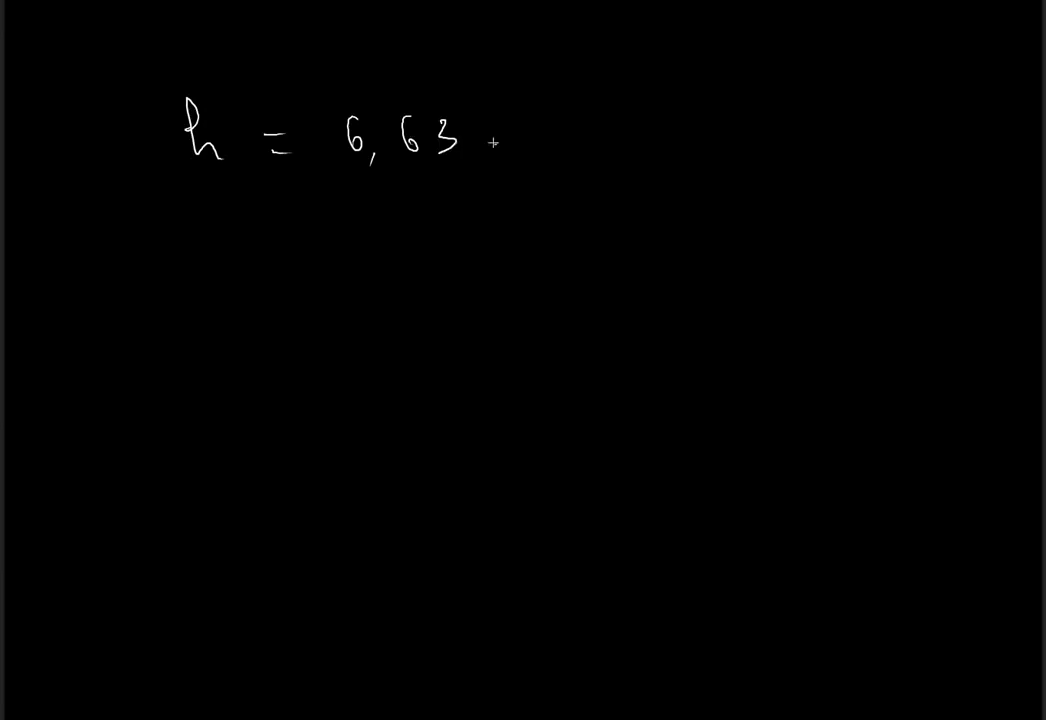 h = 6,63